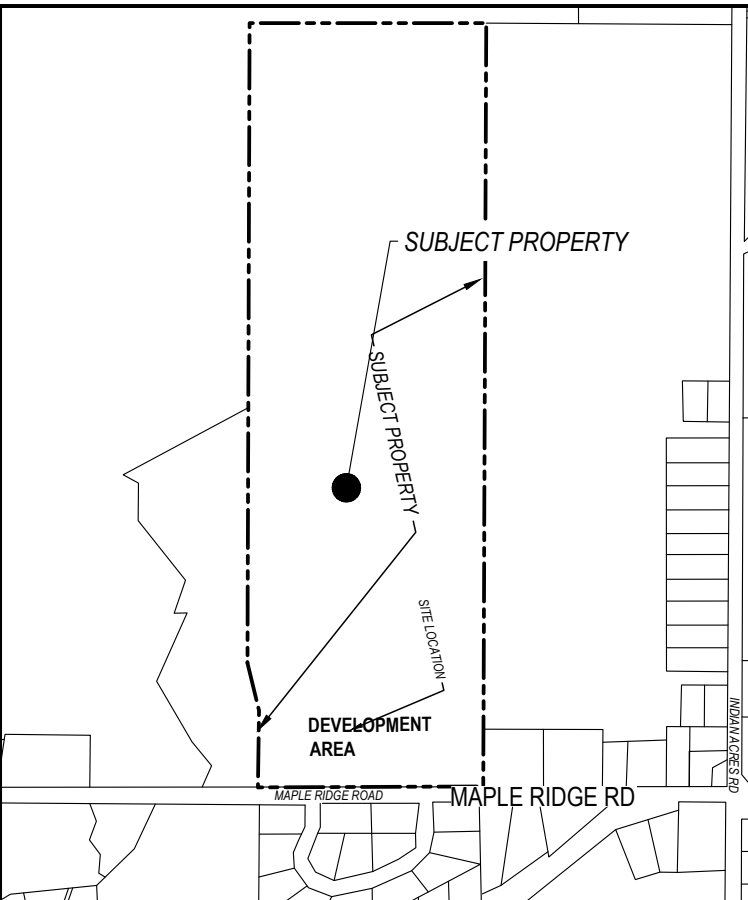 SUBJECT PROPERTY
SUBJECT PROPERTY
SITE LOCATION
DEVELOPMENT
AREA
INDIAN ACRES RD
MAPLE RIDGE ROAD
MAPLE RIDGE RD